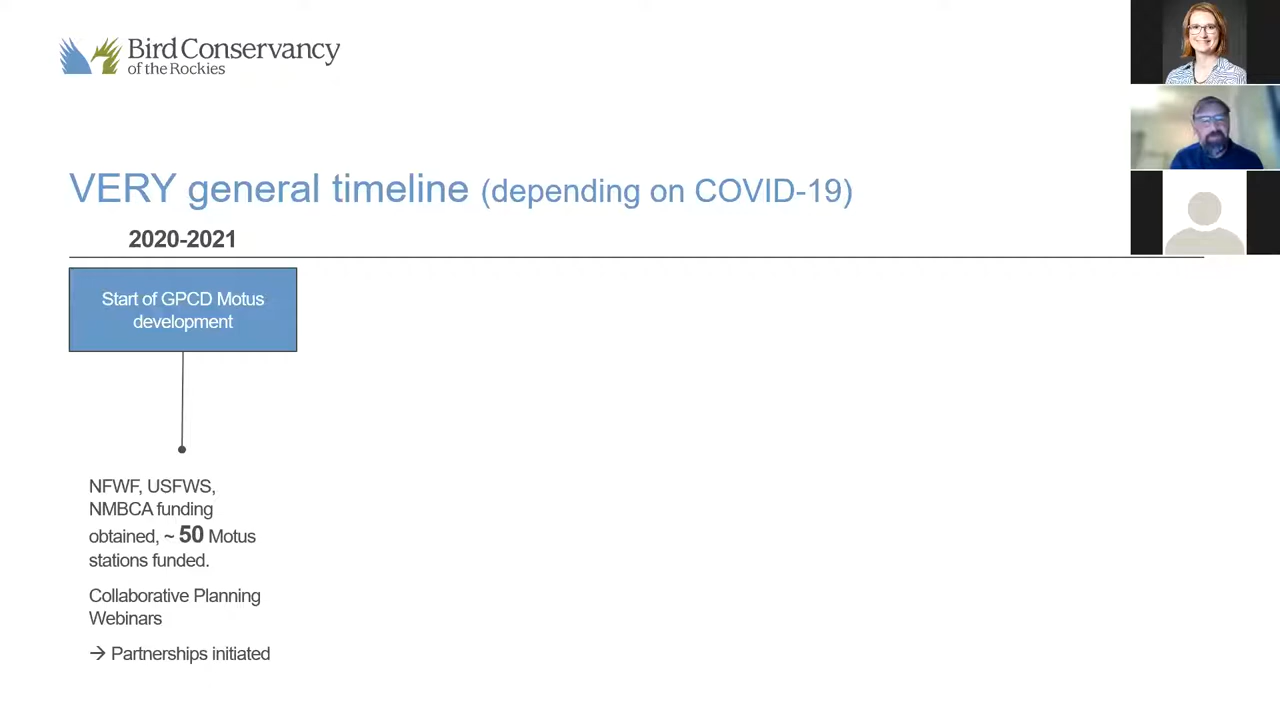 Bird Conservancy
of the Rockies
VERY general timeline (depending on COVID-19)
2020-2021
Start of GPCD Motus
development
NFWF, USFWS,
NMBCA funding
obtained, ~ 50 Motus
stations funded.
Collaborative Planning
Webinars
→ Partnerships initiated